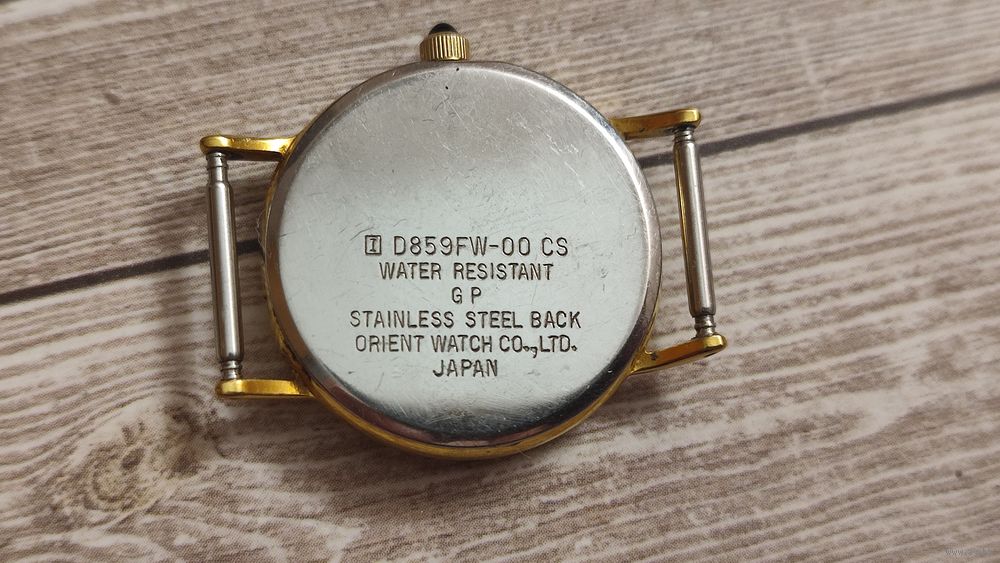 I D859FW-00 CS
WATER RESISTANT
G P
STAINLESS STEEL BACK
ORIENT WATCH CO.,LTD.
JAPAN